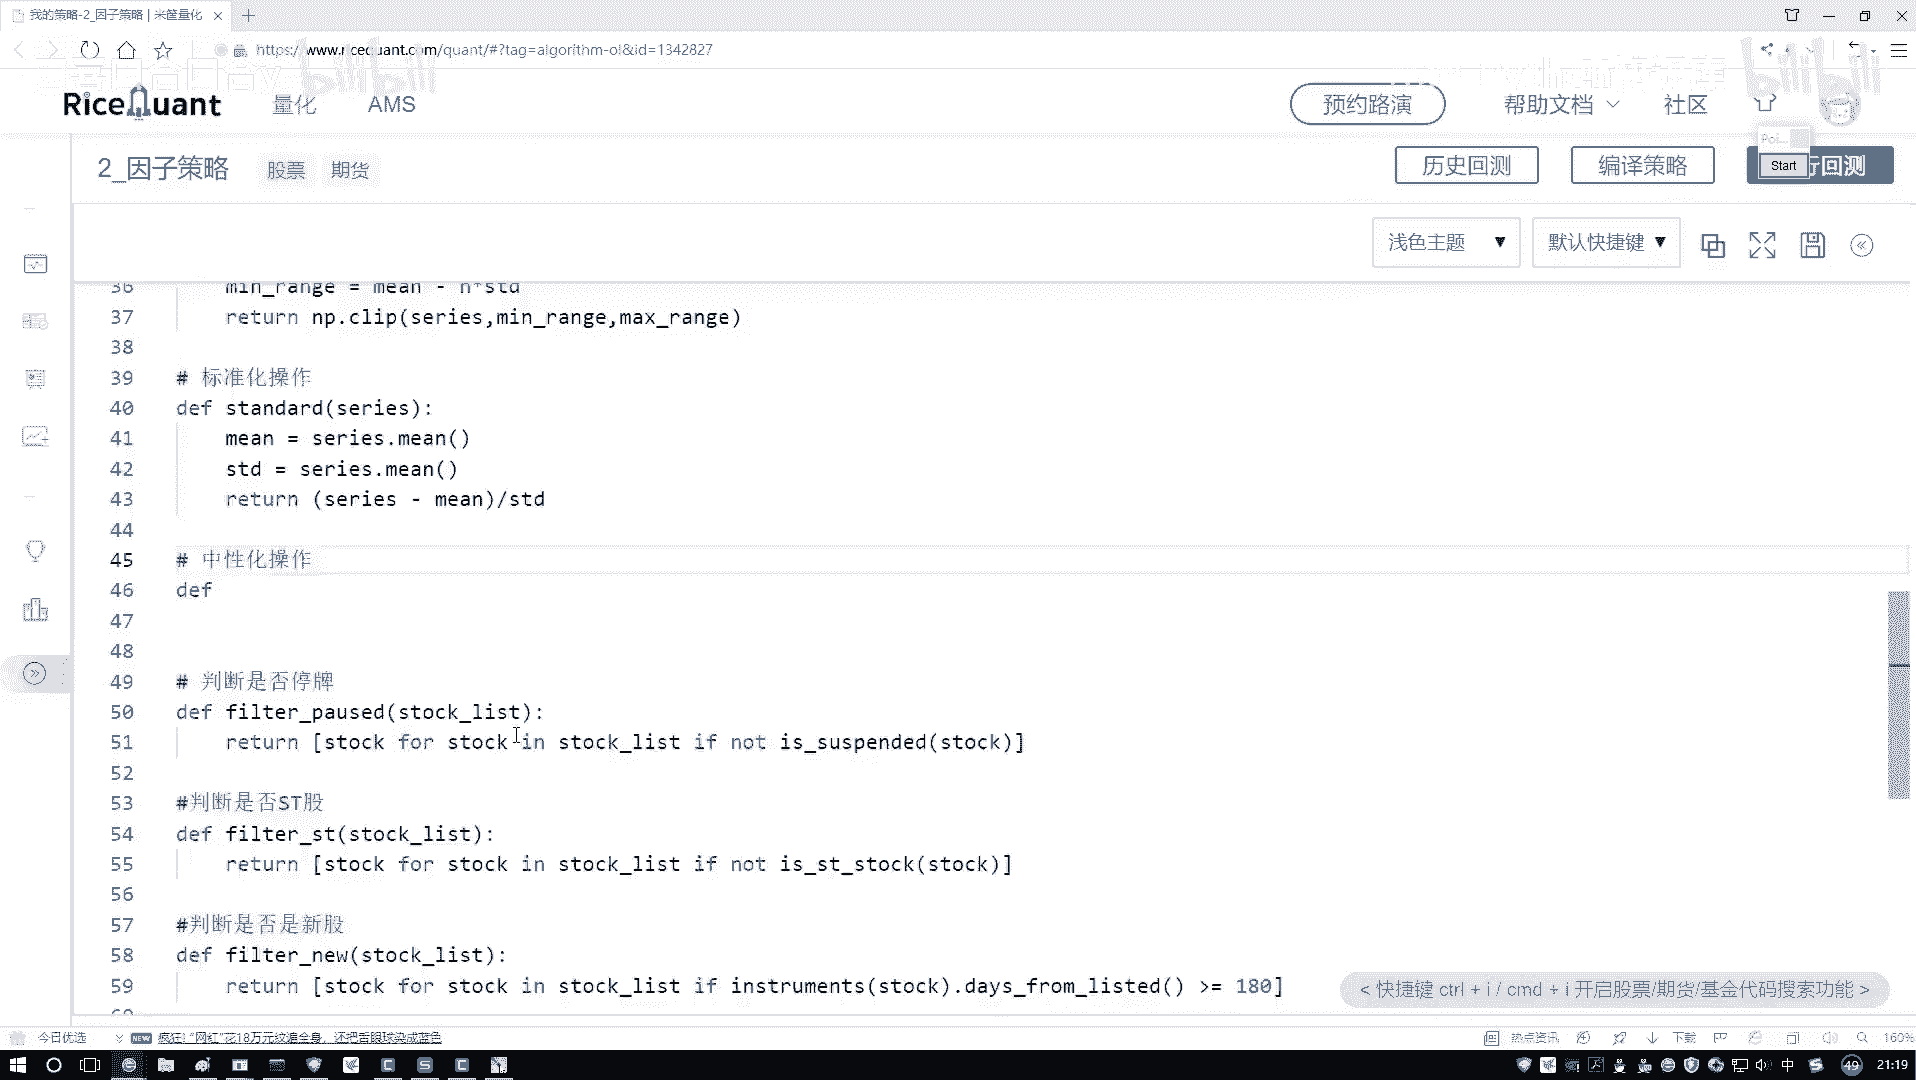 我的策略-2_因子策略 | 米筐量化
https://www.ricequant.com/quant/#?tag=algorithm-ol&id=1342827
bilibili
bilibili
RiceQuant 量化 AMS 预约路演 帮助文档 社区
2_因子策略 股票 期货 历史回测 编译策略 Start 行回测
浅色主题 默认快捷键
36 min_range = mean - n*std
37 return np.clip(series,min_range,max_range)
38
39 # 标准化操作
40 def standard(series):
41 mean = series.mean()
42 std = series.mean()
43 return (series - mean)/std
44
45 # 中性化操作
46 def
47
48
49 # 判断是否停牌
50 def filter_paused(stock_list):
51 return [stock for stock in stock_list if not is_suspended(stock)]
52
53 #判断是否ST股
54 def filter_st(stock_list):
55 return [stock for stock in stock_list if not is_st_stock(stock)]
56
57 #判断是否是新股
58 def filter_new(stock_list):
59 return [stock for stock in stock_list if instruments(stock).days_from_listed() >= 180]
< 快捷键 ctrl + i / cmd + i 开启股票/期货/基金代码搜索功能 >
今日优选 NEW 疯狂! “网红”花18万元纹遍全身，还把舌眼球染成蓝色 热点资讯 下载 160%
中 49 21:19